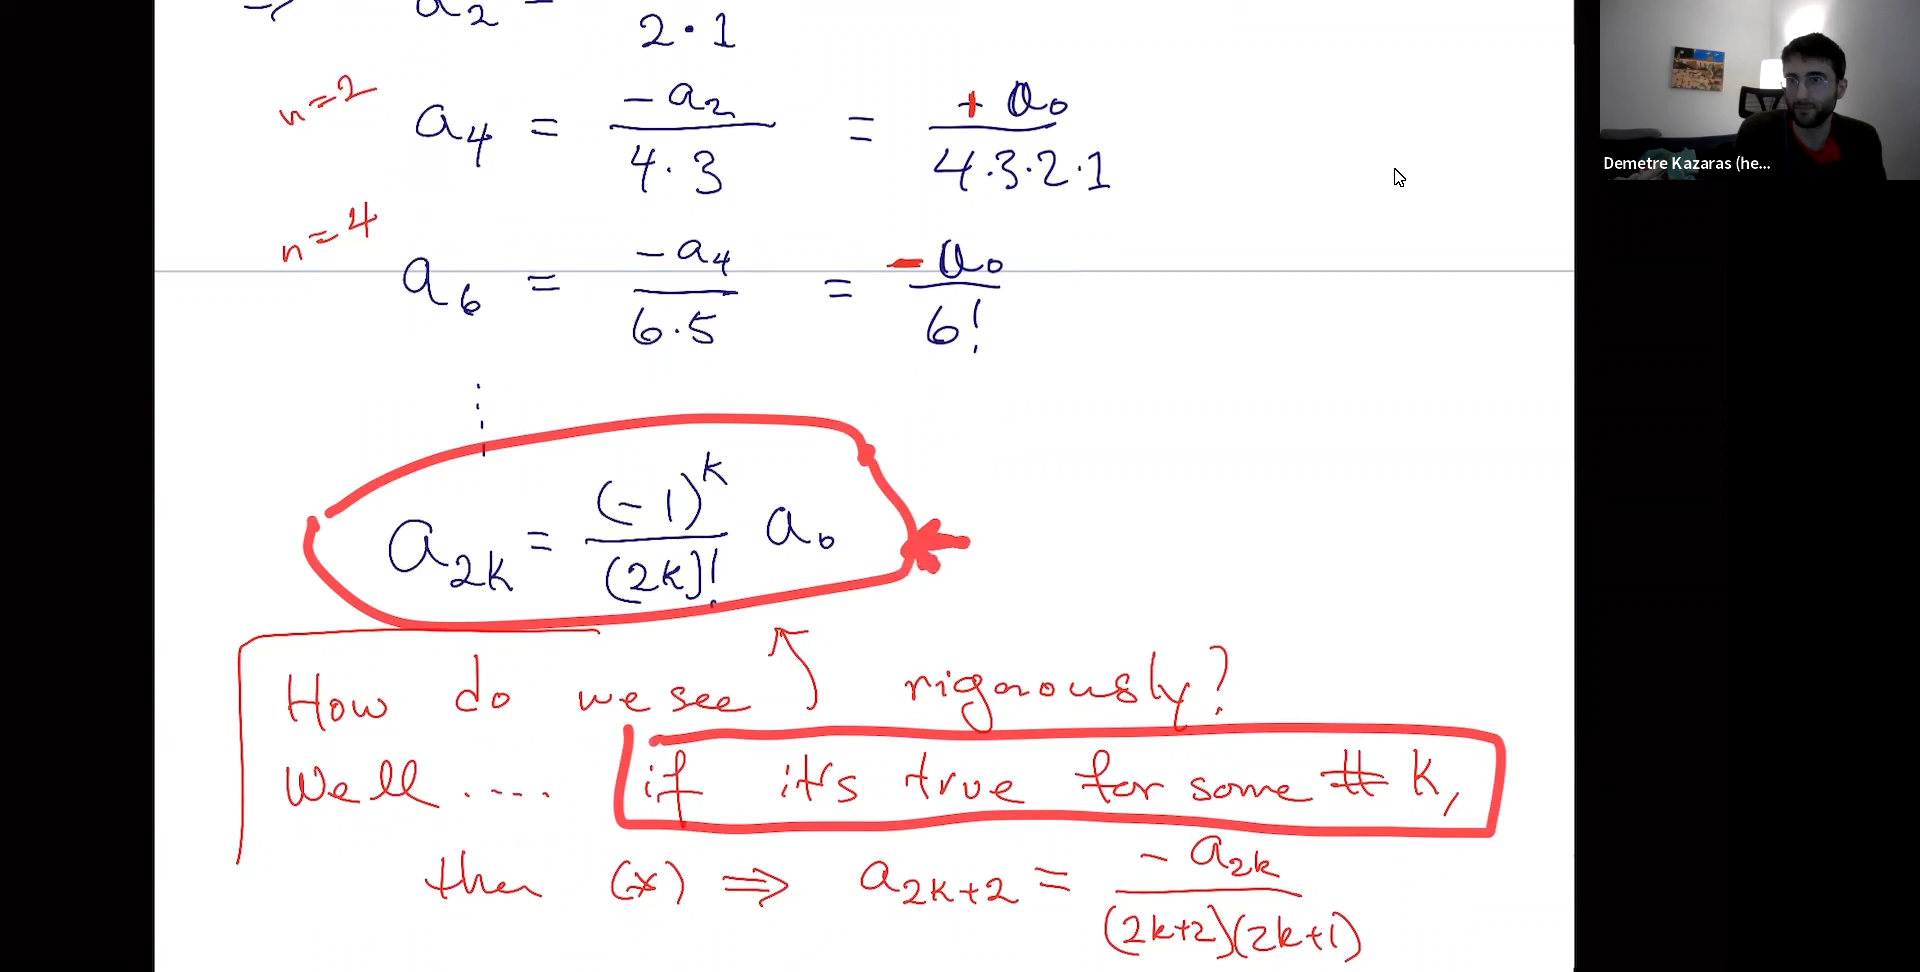 ⇒ a₂ =
2·1
n=2 a₄ = -a₂/(4·3) = +a₀/(4·3·2·1)
n=4 a₆ = -a₄/(6·5) = -a₀/6!
⋮
a₂ₖ = (-1)ᵏ/(2k)! a₀
How do we see ↑ rigorously?
Well .... if it's true for some # k,
then (*) ⇒ a₂ₖ₊₂ = -a₂ₖ/((2k+2)(2k+1))
Demetre Kazaras (he...